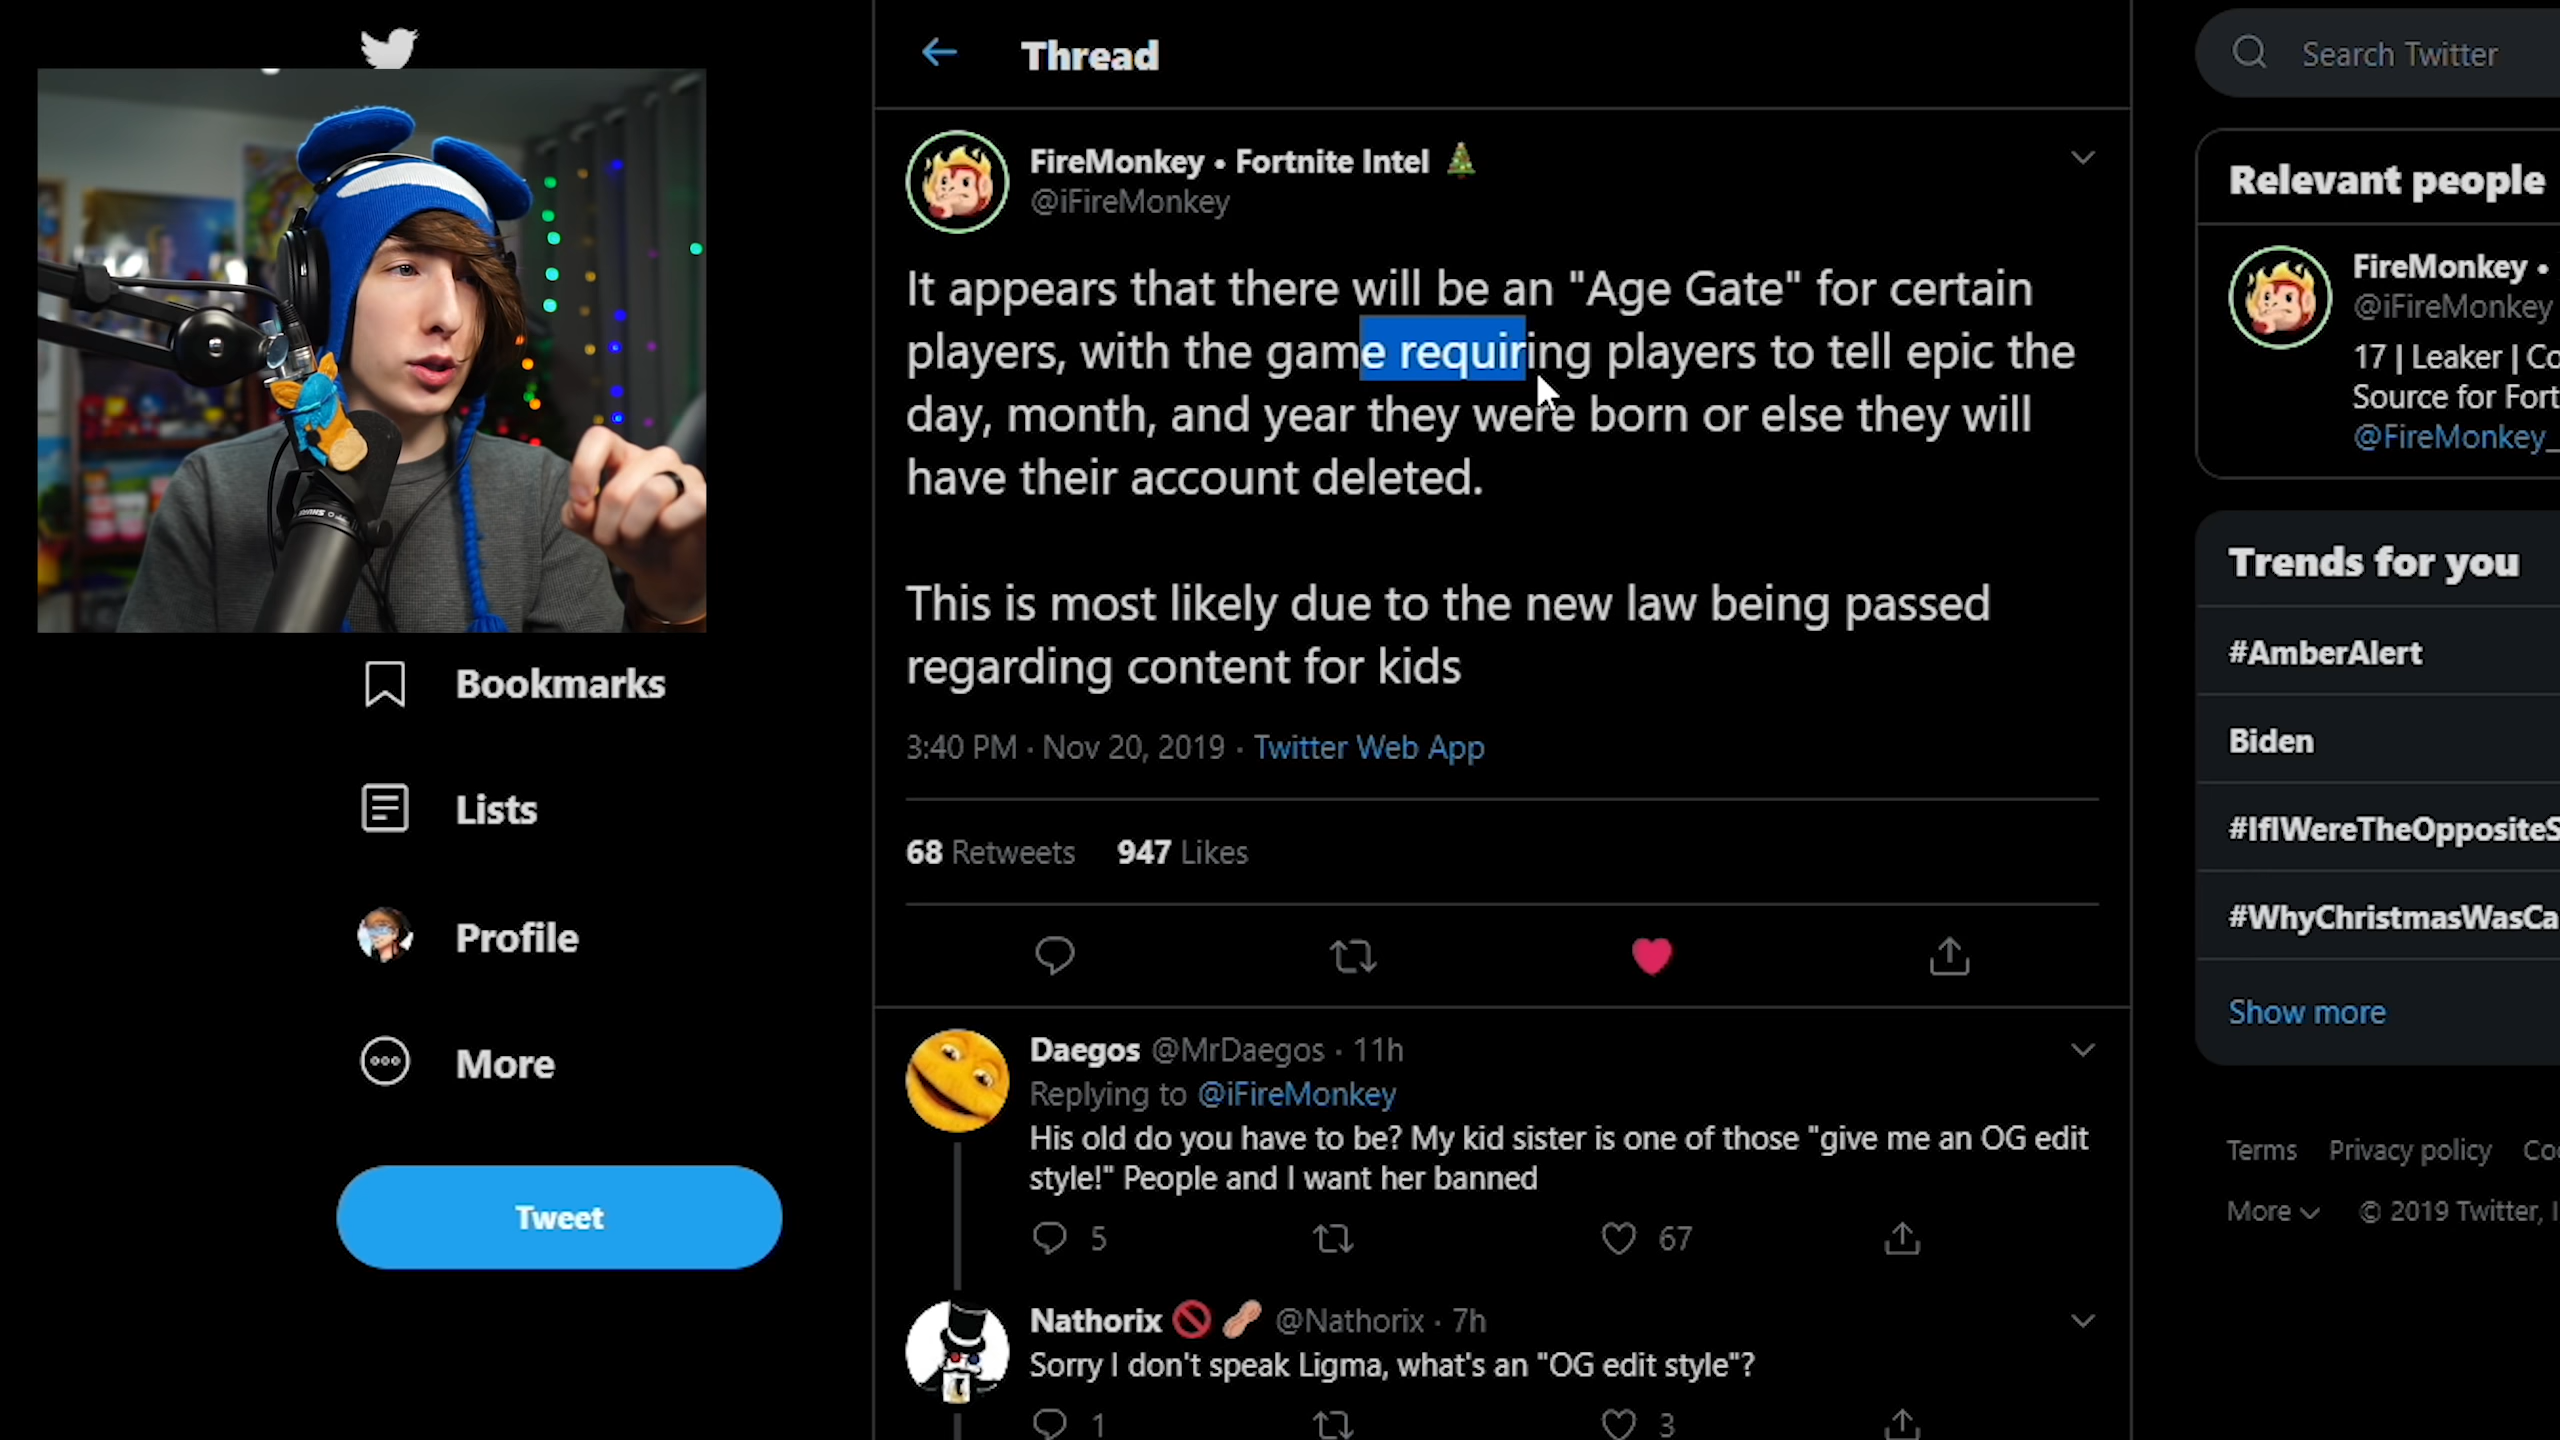 Thread
Search Twitter
FireMonkey • Fortnite Intel 🎄
@iFireMonkey
It appears that there will be an "Age Gate" for certain
players, with the game requiring players to tell epic the
day, month, and year they were born or else they will
have their account deleted.
This is most likely due to the new law being passed
regarding content for kids
3:40 PM · Nov 20, 2019 · Twitter Web App
68 Retweets 947 Likes
Daegos @MrDaegos · 11h
Replying to @iFireMonkey
His old do you have to be? My kid sister is one of those "give me an OG edit
style!" People and I want her banned
5 67
Nathorix 🚫 🥜 @Nathorix · 7h
Sorry I don't speak Ligma, what's an "OG edit style"?
1 3
Bookmarks
Lists
Profile
More
Tweet
Relevant people
FireMonkey •
@iFireMonkey
17 | Leaker | Co
Source for Fort
@FireMonkey_
Trends for you
#AmberAlert
Biden
#IfIWereTheOppositeS
#WhyChristmasWasCa
Show more
Terms Privacy policy Coo
More © 2019 Twitter, I
SHURE